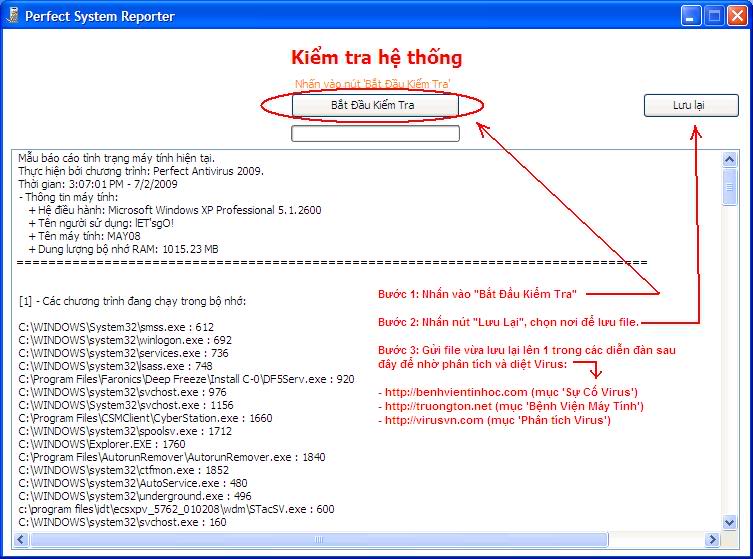 Perfect System Reporter
Kiểm tra hệ thống
Nhấn vào nút 'Bắt Đầu Kiểm Tra'
Bắt Đầu Kiểm Tra
Lưu lại
Mẫu báo cáo tình trạng máy tính hiện tại.
Thực hiện bởi chương trình: Perfect Antivirus 2009.
Thời gian: 3:07:01 PM - 7/2/2009
- Thông tin máy tính:
+ Hệ điều hành: Microsoft Windows XP Professional 5.1.2600
+ Tên người sử dụng: lET'sgO!
+ Tên máy tính: MAY08
+ Dung lượng bộ nhớ RAM: 1015.23 MB
[1] - Các chương trình đang chạy trong bộ nhớ:
C:\WINDOWS\System32\smss.exe : 612
C:\WINDOWS\system32\winlogon.exe : 692
C:\WINDOWS\system32\services.exe : 736
C:\WINDOWS\system32\lsass.exe : 748
C:\Program Files\Faronics\Deep Freeze\Install C-0\DF5Serv.exe : 920
C:\WINDOWS\system32\svchost.exe : 976
C:\WINDOWS\System32\svchost.exe : 1156
C:\Program Files\CSMClient\CyberStation.exe : 1660
C:\WINDOWS\system32\spoolsv.exe : 1712
C:\WINDOWS\Explorer.EXE : 1760
C:\Program Files\AutorunRemover\AutorunRemover.exe : 1840
C:\WINDOWS\system32\ctfmon.exe : 1852
C:\WINDOWS\system32\AutoService.exe : 480
C:\WINDOWS\system32\underground.exe : 496
c:\program files\idt\ecsxpv_5762_010208\wdm\STacSV.exe : 600
C:\WINDOWS\system32\svchost.exe : 160
Bước 1: Nhấn vào "Bắt Đầu Kiểm Tra"
Bước 2: Nhấn nút "Lưu Lại", chọn nơi để lưu file.
Bước 3: Gửi file vừa lưu lại lên 1 trong các diễn đàn sau
đây để nhờ phân tích và diệt Virus:
- http://benhvientinhoc.com (mục 'Sự Cố Virus')
- http://truongton.net (mục 'Bệnh Viện Máy Tính')
- http://virusvn.com (mục 'Phân tích Virus')